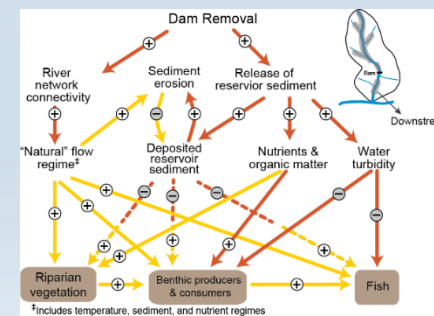 Dam Removal
River
network
connectivity
Sediment
erosion
Release of
reservior sediment
Dam
Downstre
"Natural" flow
regime‡
Deposited
reservoir
sediment
Nutrients &
organic matter
Water
turbidity
Riparian
vegetation
Benthic producers
& consumers
Fish
‡Includes temperature, sediment, and nutrient regimes